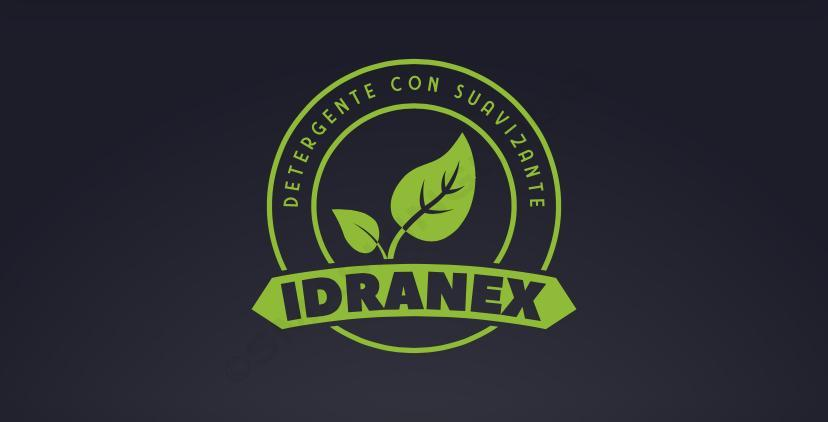 DETERGENTE CON SUAVIZANTE
IDRANEX